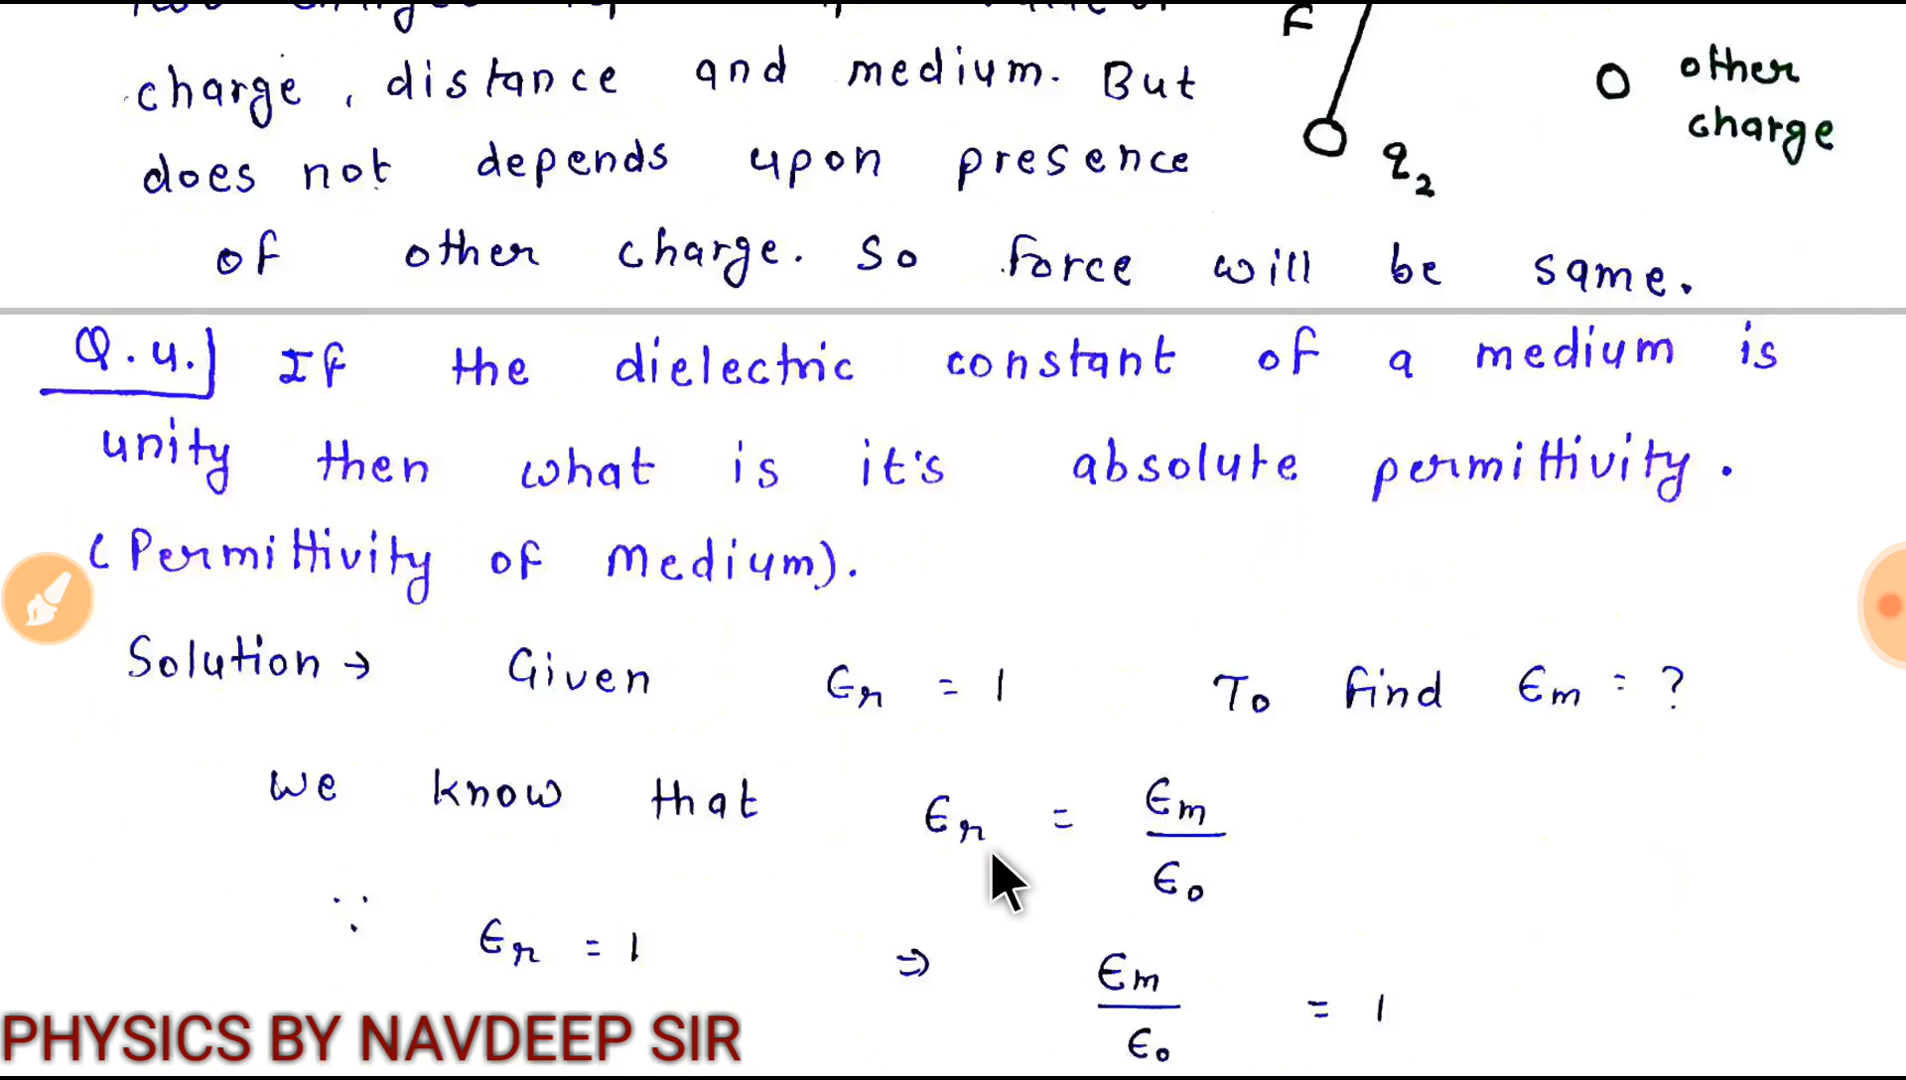 charge, distance and medium. But
does not depends upon presence
of other charge. So force will be same.
F
q₂
other
charge
Q.4.] If the dielectric constant of a medium is
unity then what is it's absolute permittivity.
(Permittivity of medium).
Solution → Given ϵr = 1 To find ϵm = ?
We know that ϵr = ϵm / ϵ₀
∵ ϵr = 1 ⇒ ϵm / ϵ₀ = 1
PHYSICS BY NAVDEEP SIR